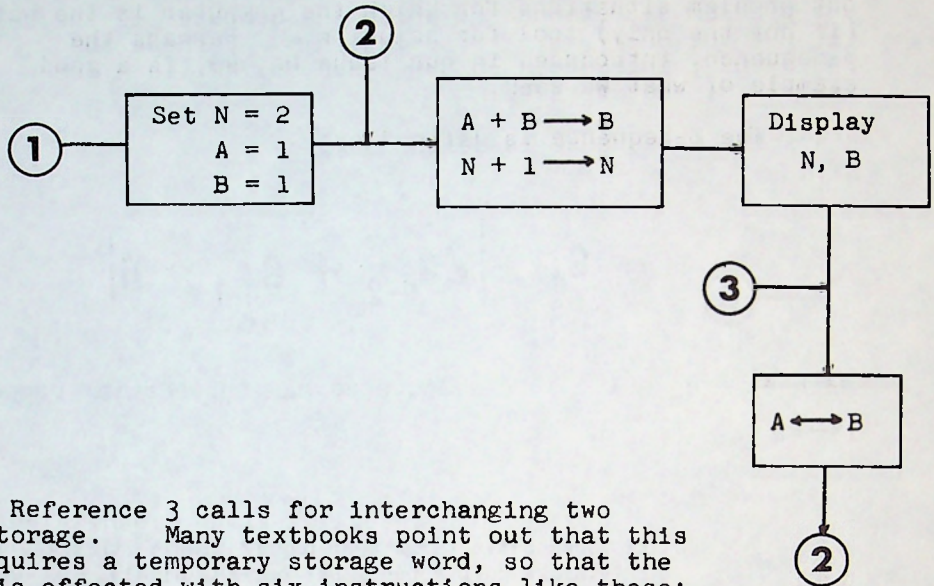 2
1
Set N = 2
A = 1
B = 1
A + B → B
N + 1 → N
Display
N, B
3
A ↔ B
2
Reference 3 calls for interchanging two
storage. Many textbooks point out that this
requires a temporary storage word, so that the
is effected with six instructions like these: